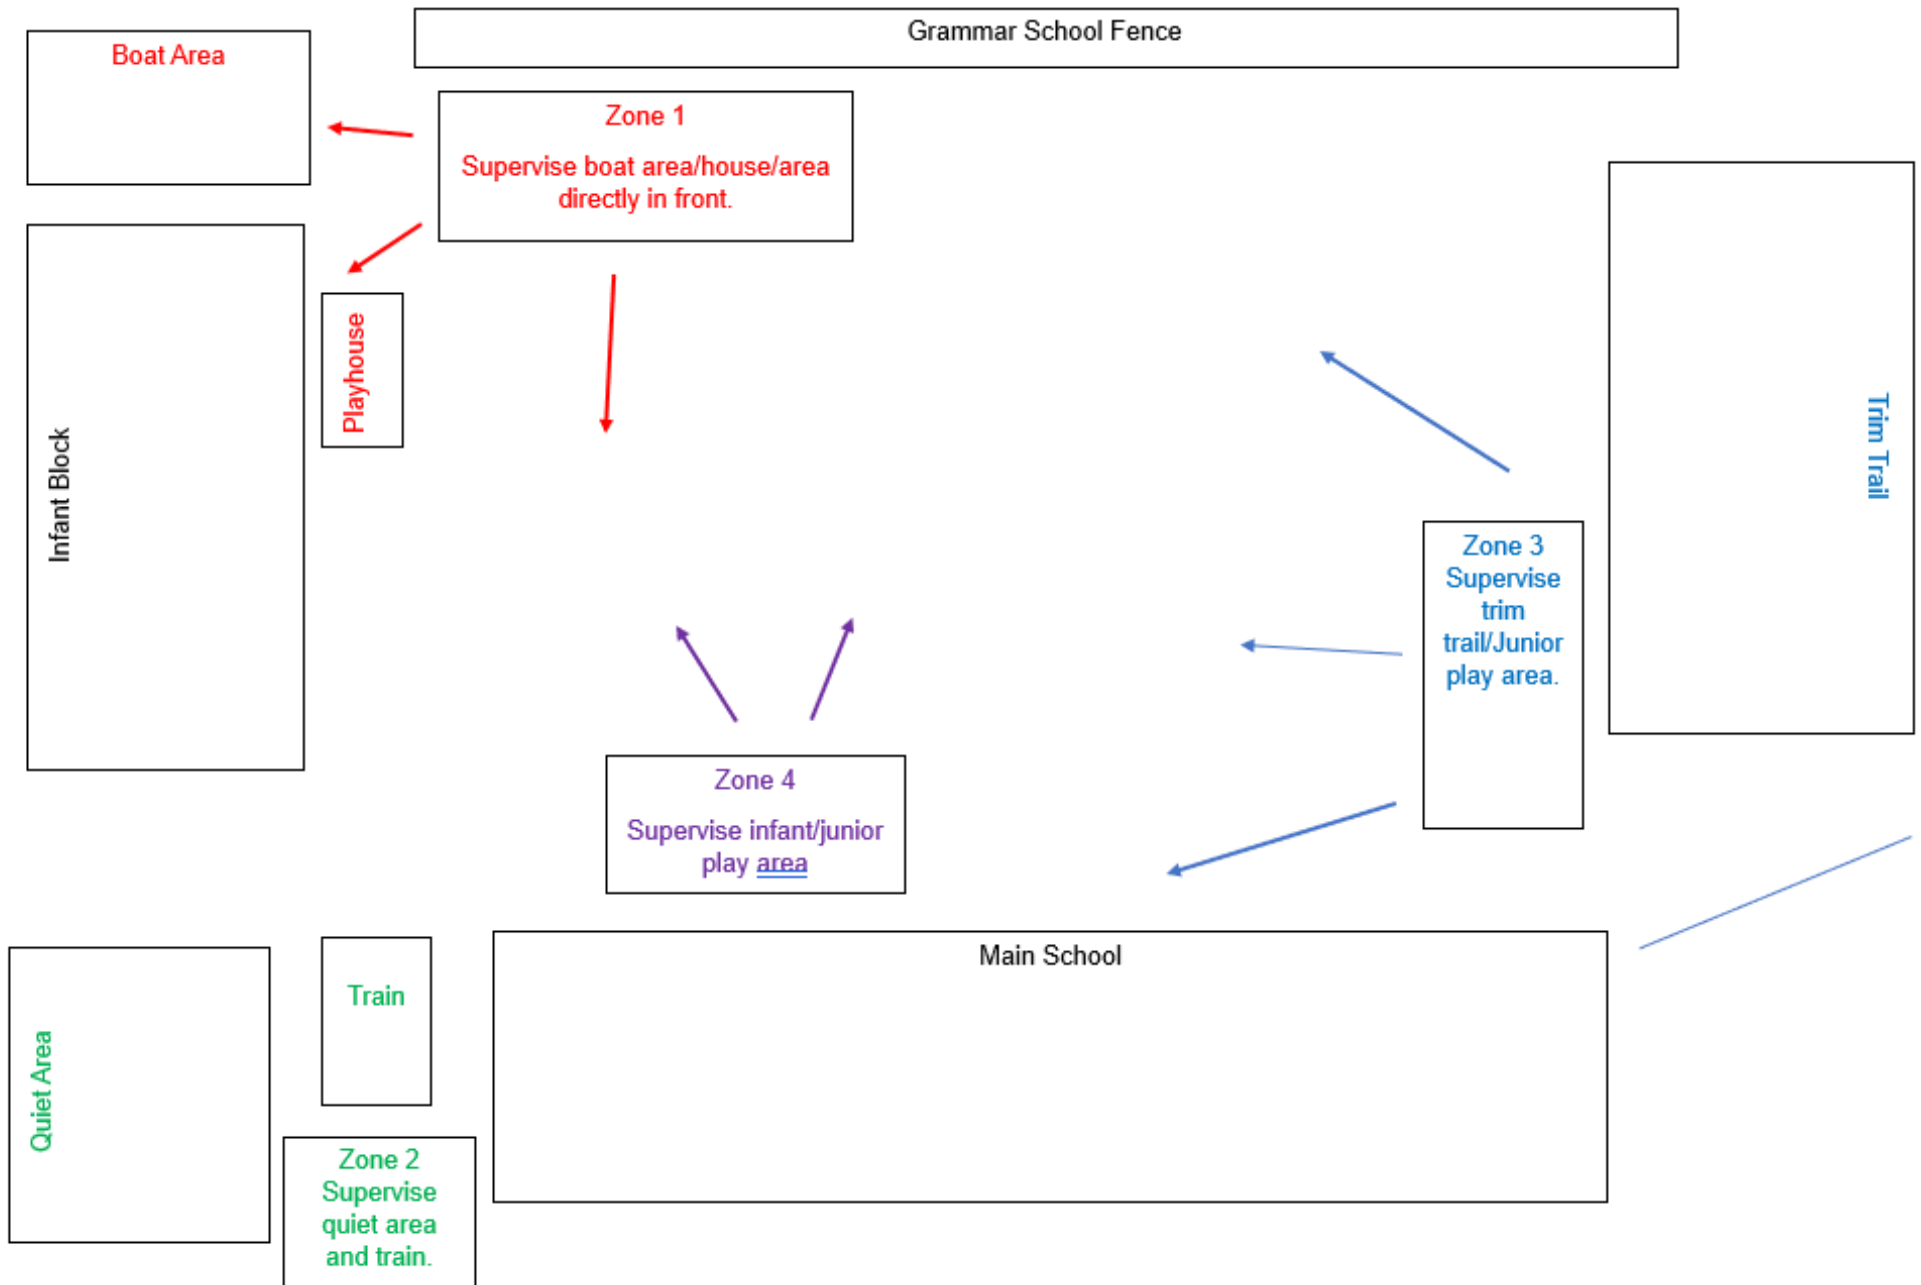 Grammar School Fence
Boat Area
Zone 1
Supervise boat area/house/area
directly in front.
Playhouse
Infant Block
Trim Trail
Zone 3
Supervise
trim
trail/Junior
play area.
Zone 4
Supervise infant/junior
play area
Main School
Train
Quiet Area
Zone 2
Supervise
quiet area
and train.